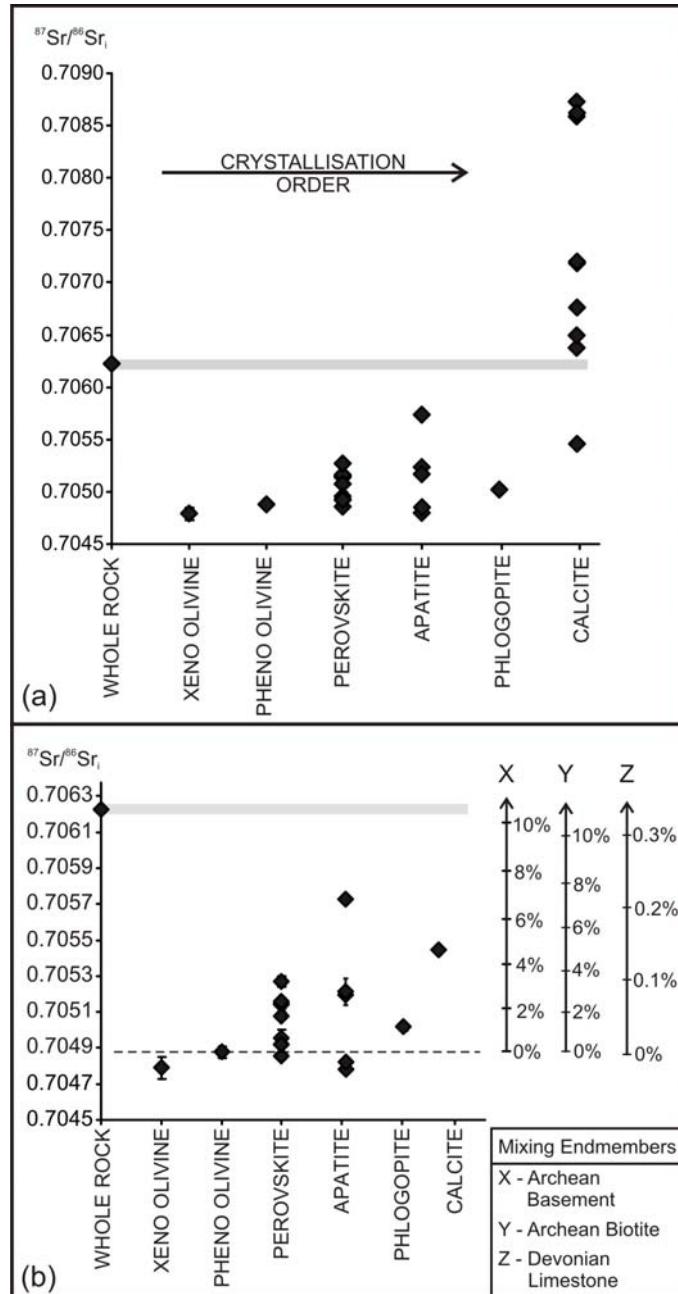 ⁸⁷Sr/⁸⁶Srᵢ
0.7090
0.7085
0.7080
0.7075
0.7070
0.7065
0.7060
0.7055
0.7050
0.7045
CRYSTALLISATION
ORDER
WHOLE ROCK
XENO OLIVINE
PHENO OLIVINE
PEROVSKITE
APATITE
PHLOGOPITE
CALCITE
(a)
⁸⁷Sr/⁸⁶Srᵢ
0.7063
0.7061
0.7059
0.7057
0.7055
0.7053
0.7051
0.7049
0.7047
0.7045
X Y Z
10%
8%
6%
4%
2%
0%
10%
8%
6%
4%
2%
0%
0.3%
0.2%
0.1%
0%
WHOLE ROCK
XENO OLIVINE
PHENO OLIVINE
PEROVSKITE
APATITE
PHLOGOPITE
CALCITE
Mixing Endmembers
X - Archean
Basement
Y - Archean Biotite
Z - Devonian
Limestone
(b)